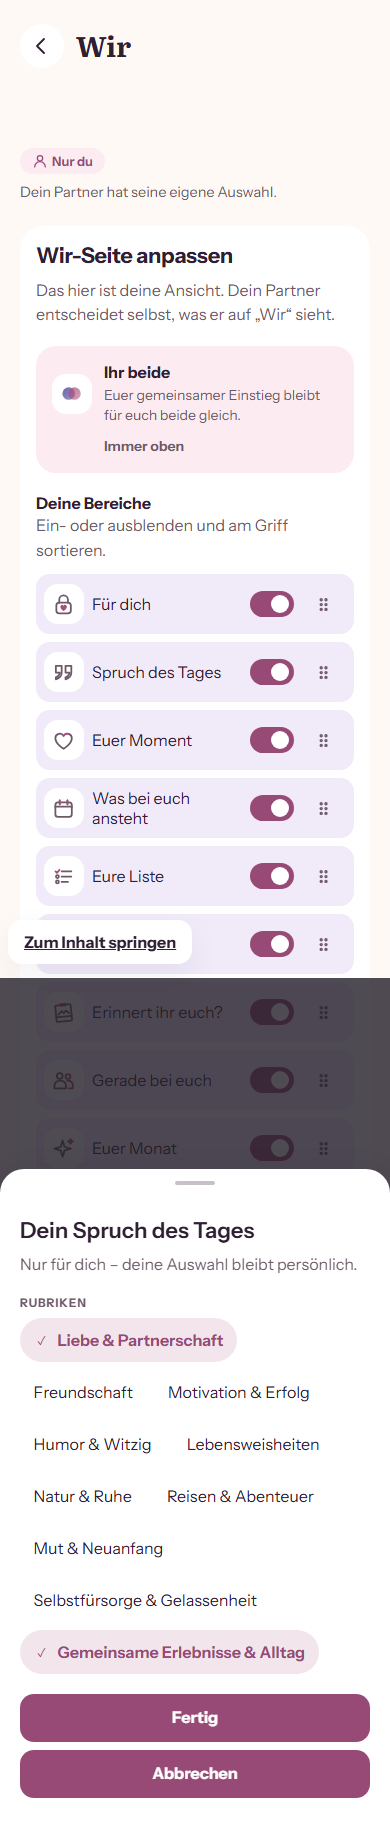 Wir
Nur du
Dein Partner hat seine eigene Auswahl.
Wir-Seite anpassen
Das hier ist deine Ansicht. Dein Partner
entscheidet selbst, was er auf „Wir“ sieht.
Ihr beide
Euer gemeinsamer Einstieg bleibt
für euch beide gleich.
Immer oben
Deine Bereiche
Ein- oder ausblenden und am Griff
sortieren.
Für dich
Spruch des Tages
Euer Moment
Was bei euch
ansteht
Eure Liste
Zum Inhalt springen
Erinnert ihr euch?
Gerade bei euch
Euer Monat
Dein Spruch des Tages
Nur für dich – deine Auswahl bleibt persönlich.
RUBRIKEN
✓ Liebe & Partnerschaft
Freundschaft Motivation & Erfolg
Humor & Witzig Lebensweisheiten
Natur & Ruhe Reisen & Abenteuer
Mut & Neuanfang
Selbstfürsorge & Gelassenheit
✓ Gemeinsame Erlebnisse & Alltag
Fertig
Abbrechen